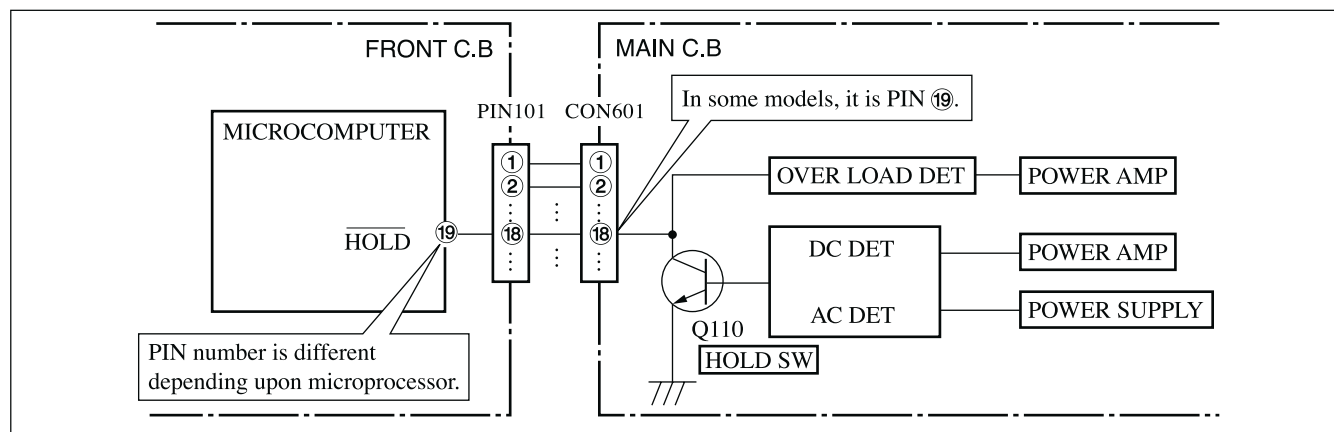 FRONT C.B
MAIN C.B
PIN101
CON601
In some models, it is PIN ⑲.
MICROCOMPUTER
HOLD
⑲
①
②
⑱
①
②
⑱
OVER LOAD DET
POWER AMP
DC DET
POWER AMP
AC DET
POWER SUPPLY
Q110
HOLD SW
PIN number is different
depending upon microprocessor.